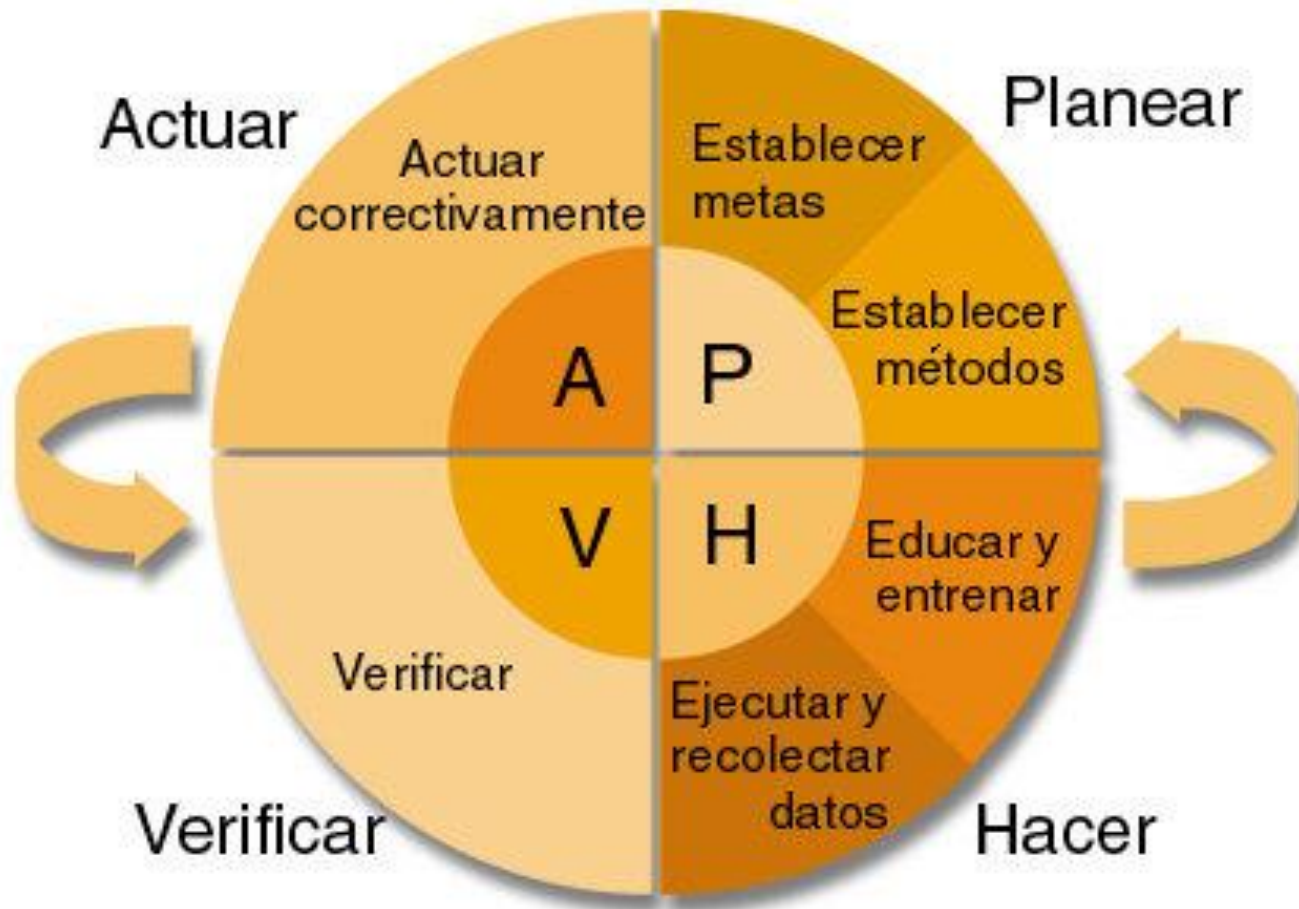 Actuar
Planear
Actuar
correctivamente
Establecer
metas
Establecer
métodos
A
P
V
H
Educar y
entrenar
Verificar
Ejecutar y
recolectar
datos
Verificar
Hacer